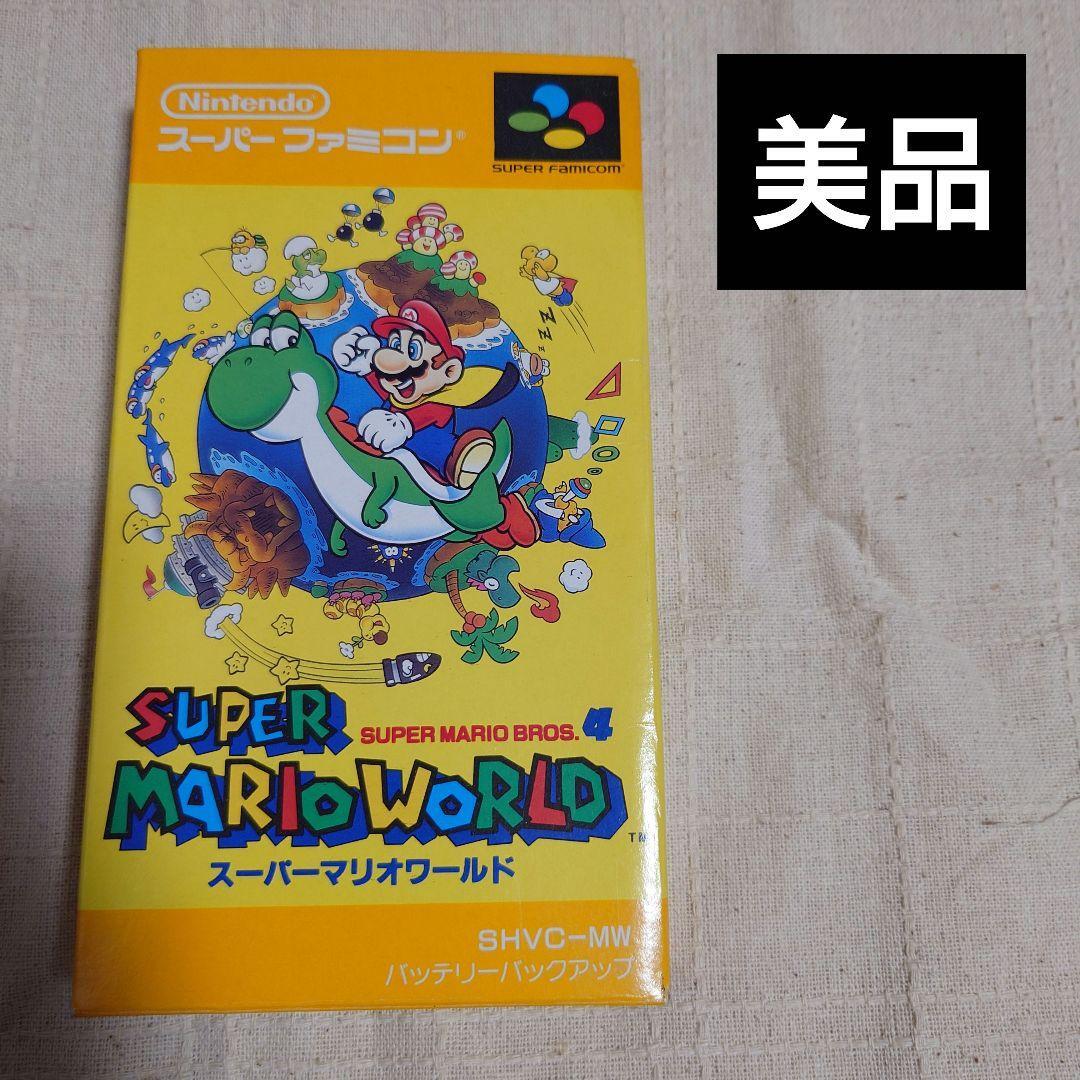 Nintendo
スーパーファミコン®
SUPER FAMICOM
美品
SUPER
SUPER MARIO BROS. 4
MARIO WORLD
TM
スーパーマリオワールド
SHVC-MW
バッテリーバックアップ